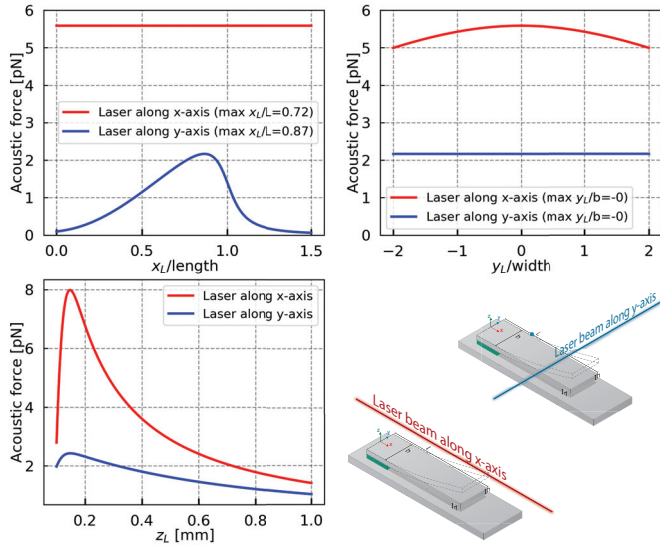 Acoustic force [pN]
6
5
4
3
2
1
0
Laser along x-axis (max x_L/L=0.72)
Laser along y-axis (max x_L/L=0.87)
0.0
0.5
1.0
1.5
x_L/length
Acoustic force [pN]
6
5
4
3
2
1
0
Laser along x-axis (max y_L/b=-0)
Laser along y-axis (max y_L/b=-0)
−2
−1
0
1
2
y_L/width
Acoustic force [pN]
8
6
4
2
Laser along x-axis
Laser along y-axis
0.2
0.4
0.6
0.8
1.0
z_L [mm]
Laser beam along y-axis
Laser beam along x-axis